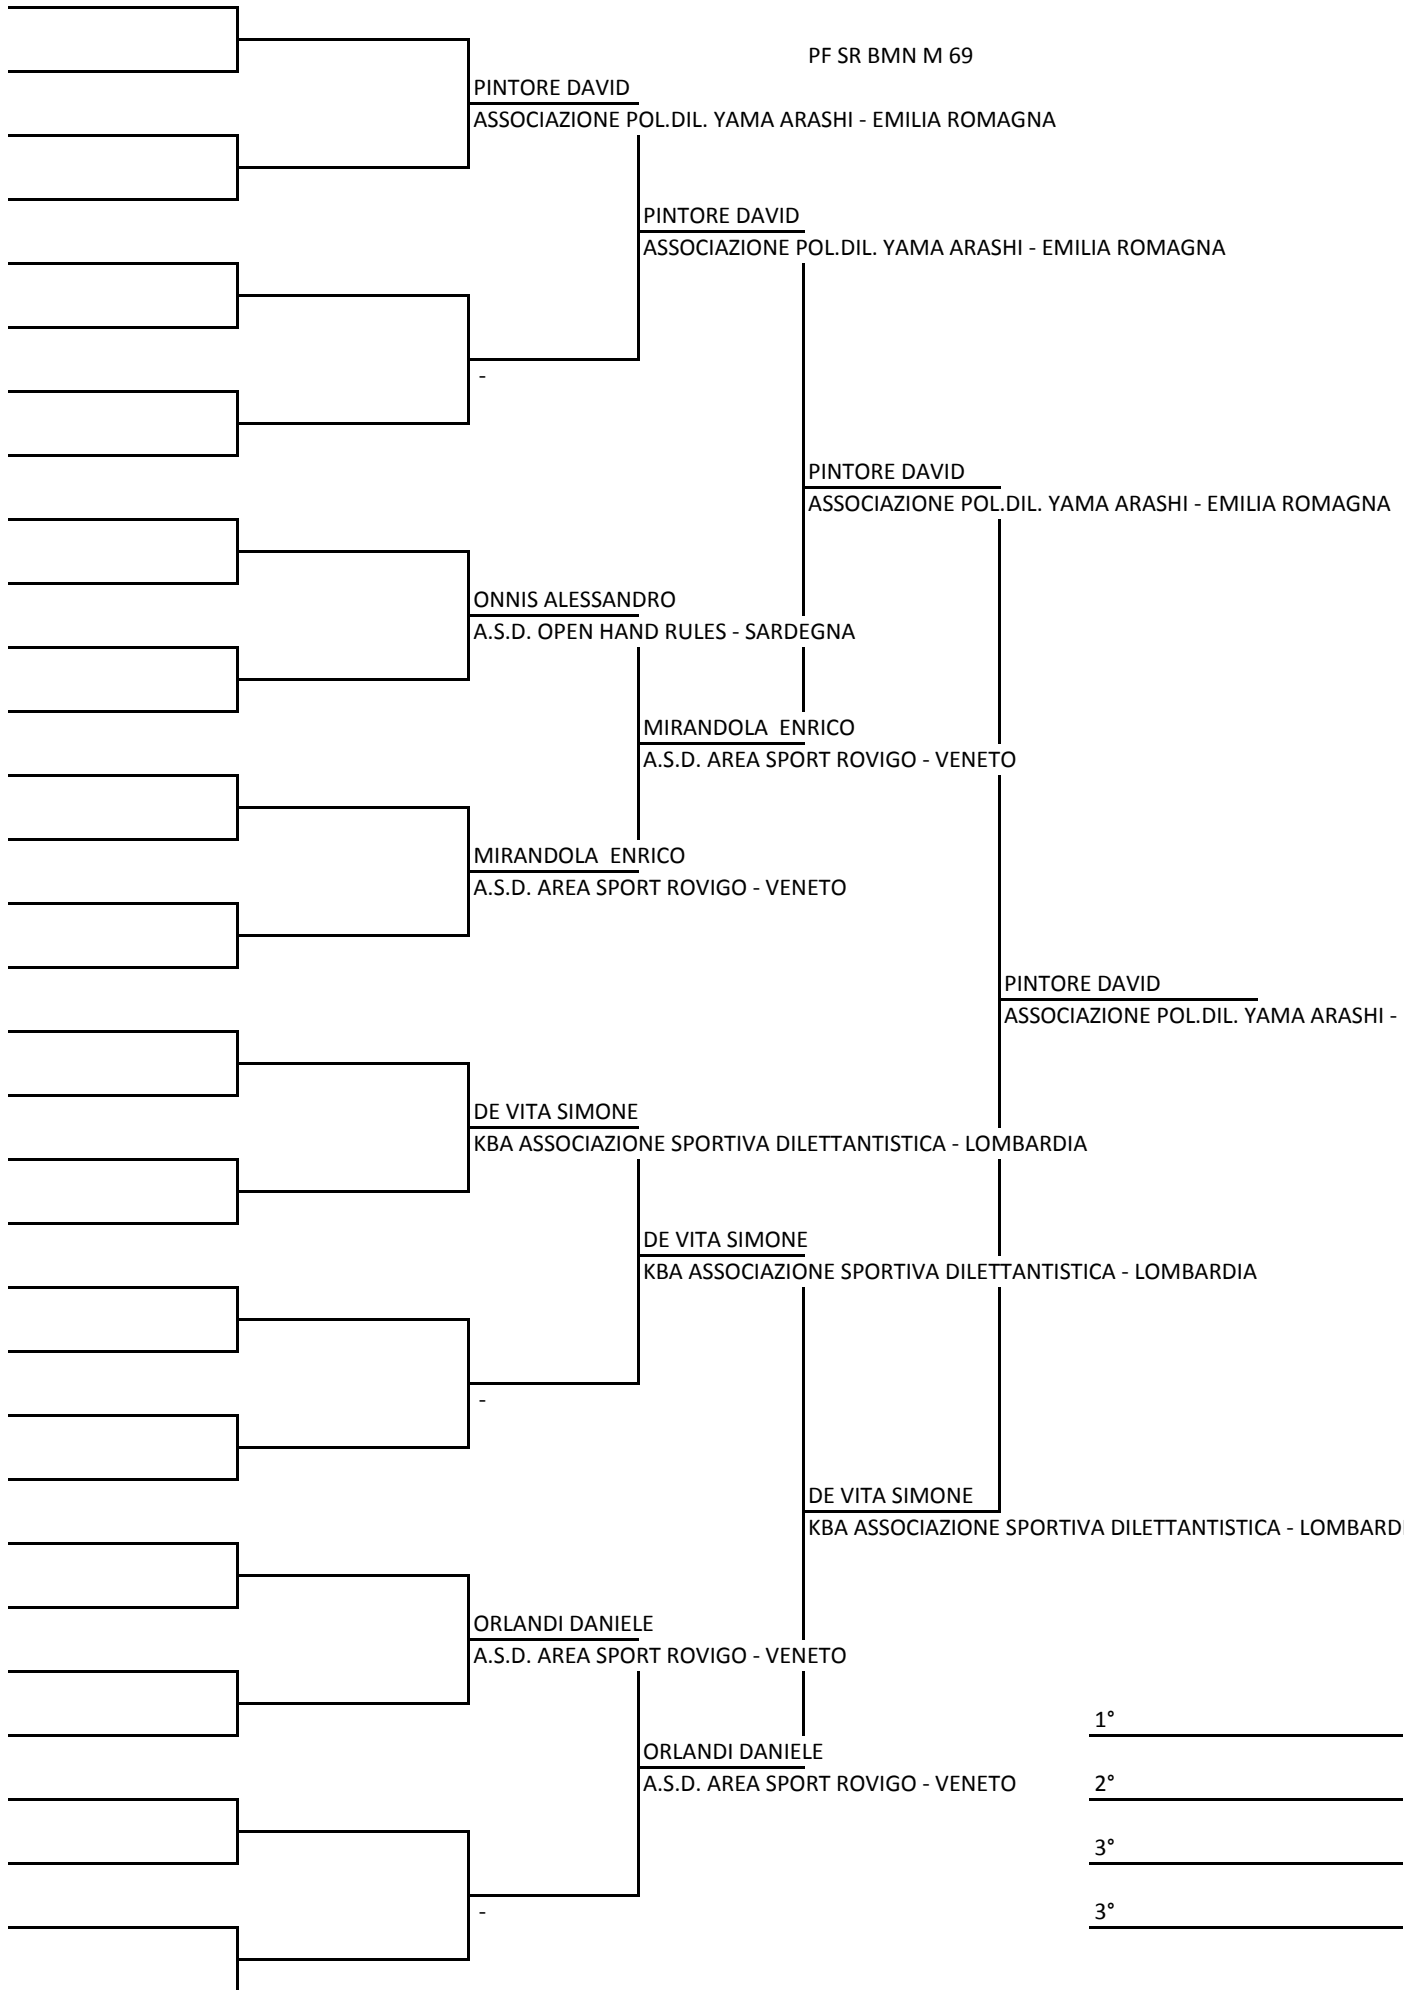 PF SR BMN M 69
PINTORE DAVID
ASSOCIAZIONE POL.DIL. YAMA ARASHI - EMILIA ROMAGNA
PINTORE DAVID
ASSOCIAZIONE POL.DIL. YAMA ARASHI - EMILIA ROMAGNA
-
PINTORE DAVID
ASSOCIAZIONE POL.DIL. YAMA ARASHI - EMILIA ROMAGNA
ONNIS ALESSANDRO
A.S.D. OPEN HAND RULES - SARDEGNA
MIRANDOLA  ENRICO
A.S.D. AREA SPORT ROVIGO - VENETO
MIRANDOLA  ENRICO
A.S.D. AREA SPORT ROVIGO - VENETO
PINTORE DAVID
ASSOCIAZIONE POL.DIL. YAMA ARASHI -
DE VITA SIMONE
KBA ASSOCIAZIONE SPORTIVA DILETTANTISTICA - LOMBARDIA
DE VITA SIMONE
KBA ASSOCIAZIONE SPORTIVA DILETTANTISTICA - LOMBARDIA
-
DE VITA SIMONE
KBA ASSOCIAZIONE SPORTIVA DILETTANTISTICA - LOMBARD
ORLANDI DANIELE
A.S.D. AREA SPORT ROVIGO - VENETO
1°
ORLANDI DANIELE
A.S.D. AREA SPORT ROVIGO - VENETO
2°
3°
-
3°